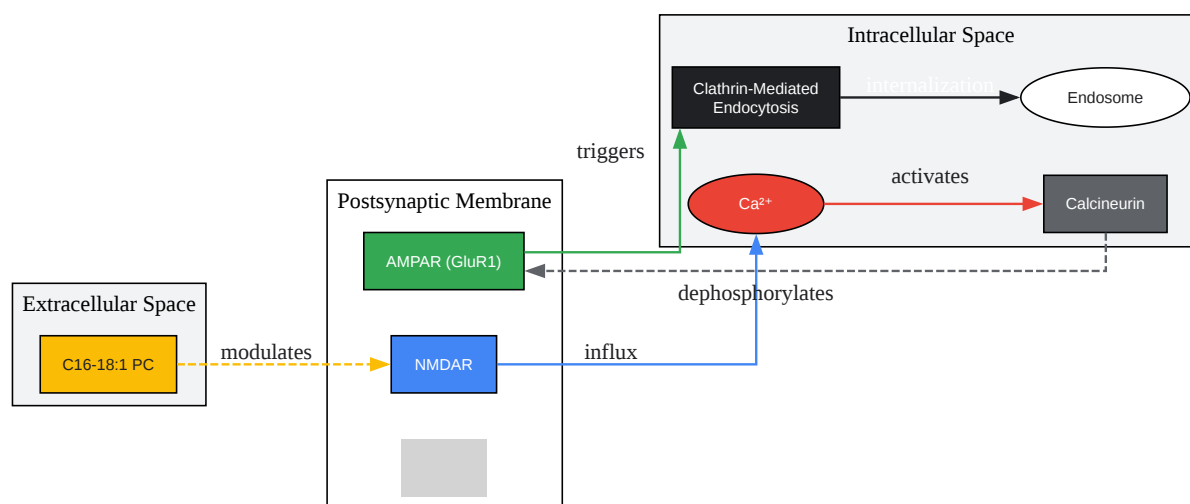 Intracellular Space
Clathrin-Mediated
Endocytosis
internalization
Endosome
triggers
activates
Postsynaptic Membrane
Ca²⁺
Calcineurin
AMPAR (GluR1)
dephosphorylates
Extracellular Space
C16-18:1 PC
modulates
NMDAR
influx